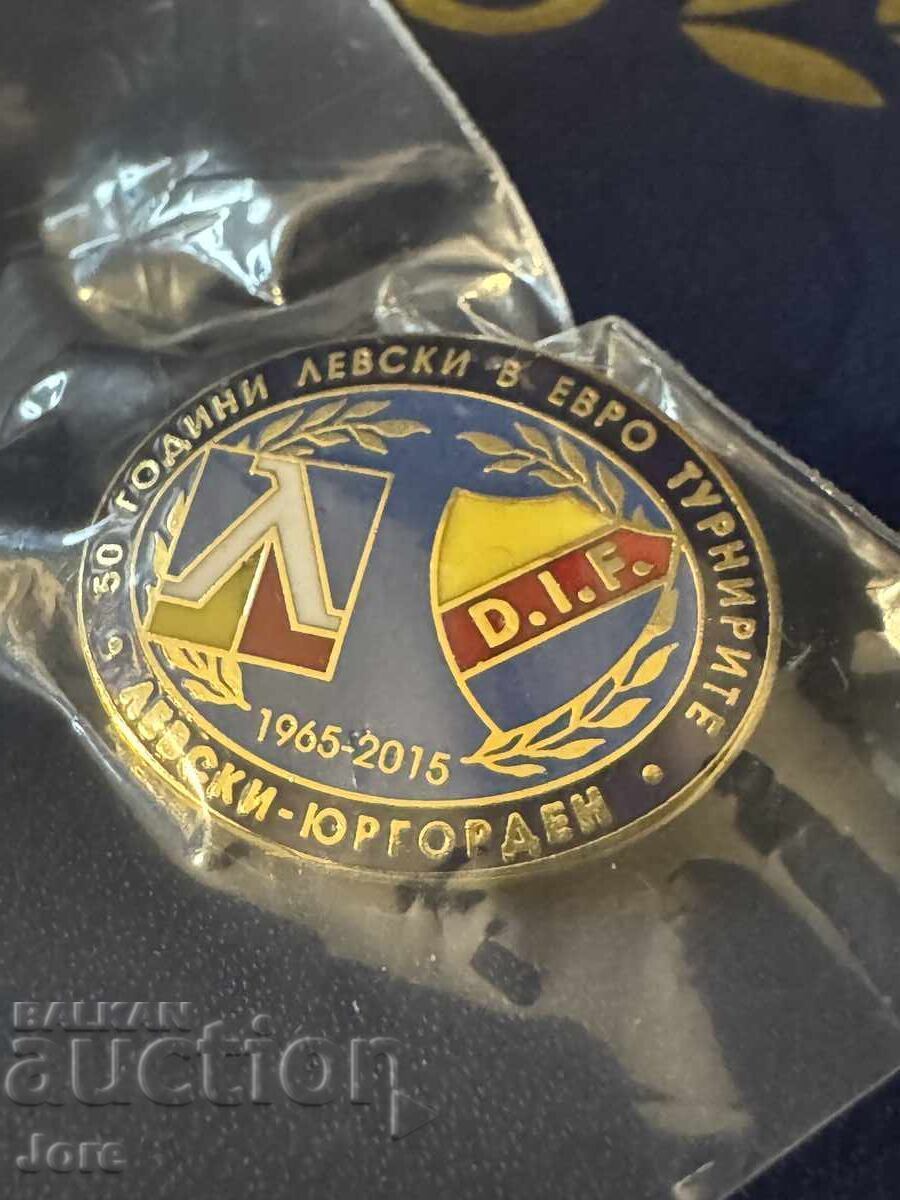 50 ГОДИНИ ЛЕВСКИ В ЕВРО ТУРНИРИТЕ
D.I.F.
1965-2015
ЛЕВСКИ-ЮРГОРДЕН
BALKAN
auction
Jore